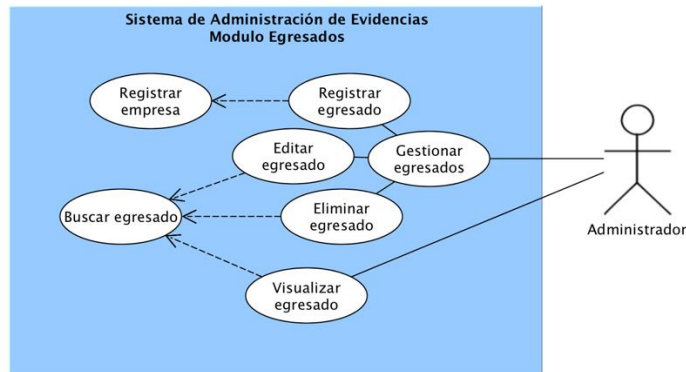 Sistema de Administración de Evidencias
Modulo Egresados
Registrar
empresa
Registrar
egresado
Editar
egresado
Gestionar
egresados
Buscar egresado
Eliminar
egresado
Administrador
Visualizar
egresado